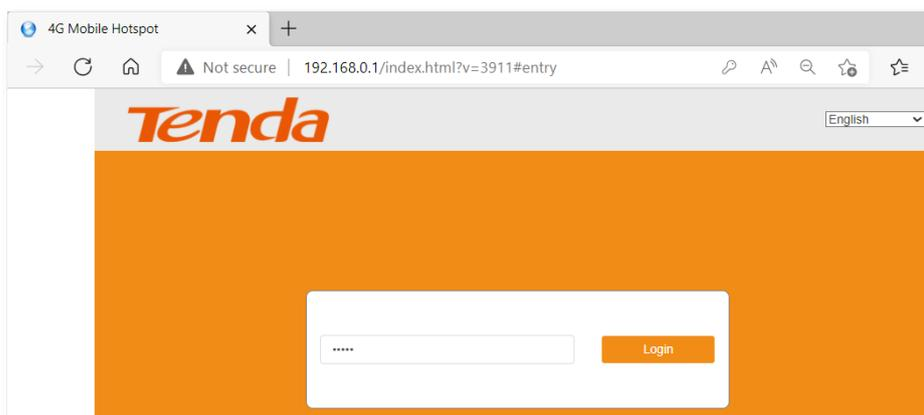 4G Mobile Hotspot
Not secure | 192.168.0.1/index.html?v=3911#entry
Tenda
English
•••••
Login